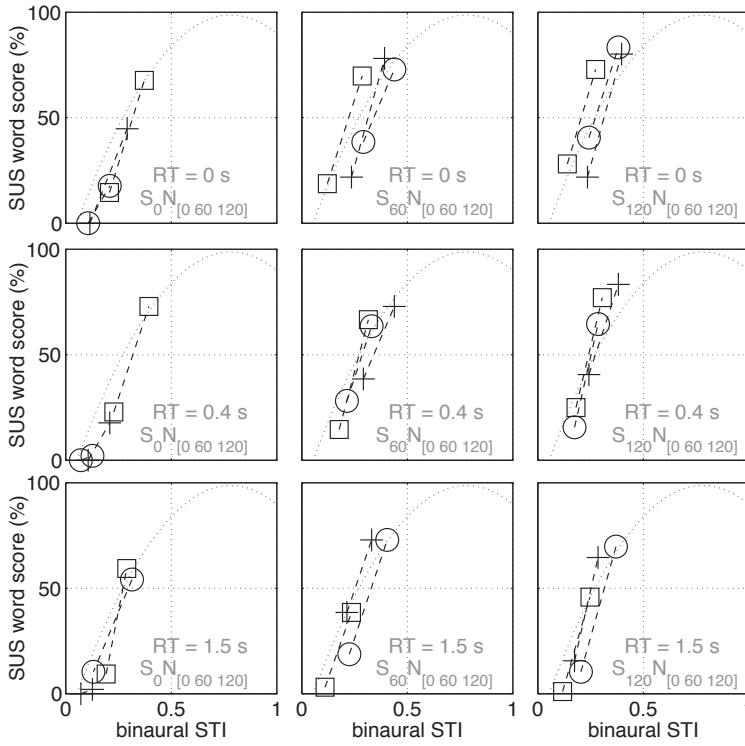 100
50
0
SUS word score (%)
RT = 0 s
S0N[0 60 120]
RT = 0 s
S60N[0 60 120]
RT = 0 s
S120N[0 60 120]
100
50
0
SUS word score (%)
RT = 0.4 s
S0N[0 60 120]
RT = 0.4 s
S60N[0 60 120]
RT = 0.4 s
S120N[0 60 120]
100
50
0
SUS word score (%)
RT = 1.5 s
S0N[0 60 120]
RT = 1.5 s
S60N[0 60 120]
RT = 1.5 s
S120N[0 60 120]
0 0.5 1
0 0.5 1
0 0.5 1
binaural STI
binaural STI
binaural STI